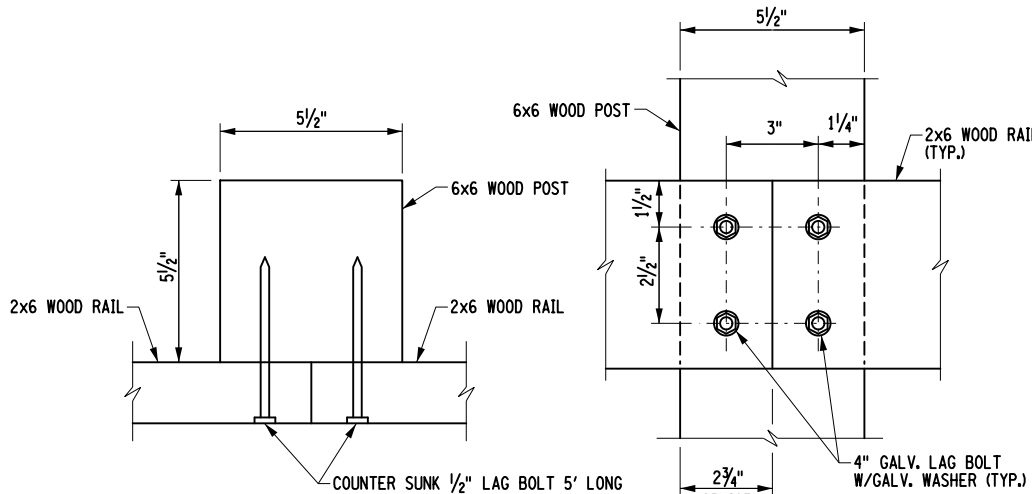 5½"
5½"
6x6 WOOD POST
2x6 WOOD RAIL
2x6 WOOD RAIL
COUNTER SUNK ½" LAG BOLT 5' LONG
5½"
6x6 WOOD POST
3"
1¼"
2x6 WOOD RAI
(TYP.)
1½"
2½"
4" GALV. LAG BOLT
W/GALV. WASHER (TYP.)
2¾"